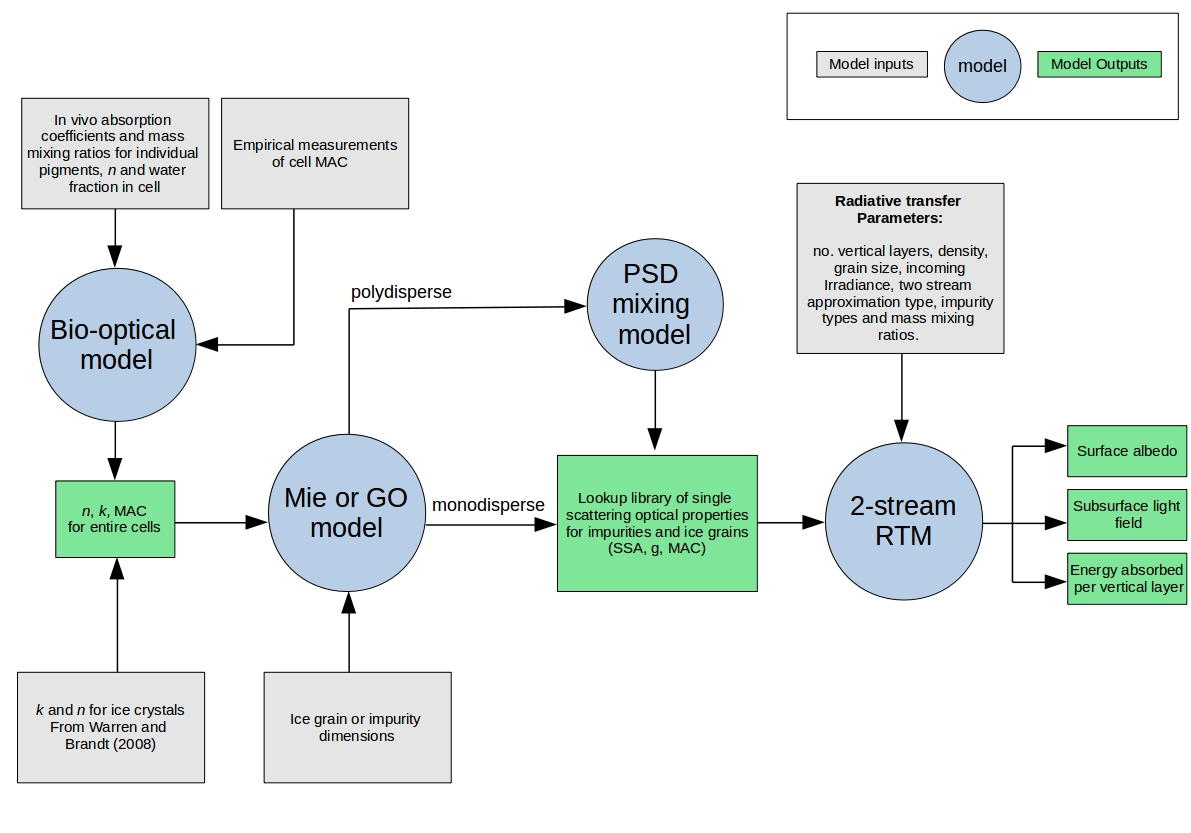 Model inputs
model
Model Outputs
In vivo absorption
coefficients and mass
mixing ratios for individual
pigments, n and water
fraction in cell
Empirical measurements
of cell MAC
Radiative transfer
Parameters:
no. vertical layers, density,
grain size, incoming
Irradiance, two stream
approximation type, impurity
types and mass mixing
ratios.
Bio-optical
model
polydisperse
PSD
mixing
model
n, k, MAC
for entire cells
Mie or GO
model
monodisperse
Lookup library of single
scattering optical properties
for impurities and ice grains
(SSA, g, MAC)
2-stream
RTM
Surface albedo
Subsurface light
field
Energy absorbed
per vertical layer
k and n for ice crystals
From Warren and
Brandt (2008)
Ice grain or impurity
dimensions